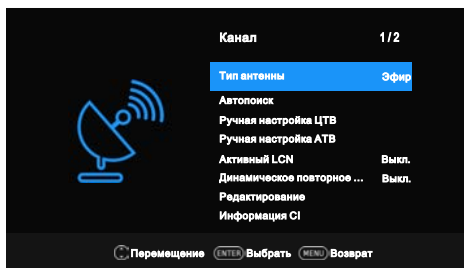 Канал 1/2
Тип антенны Эфир
Автопоиск
Ручная настройка ЦТВ
Ручная настройка АТВ
Активный LCN Выкл.
Динамическое повторное ... Выкл.
Редактирование
Информация CI
Перемещение ENTER Выбрать MENU Возврат